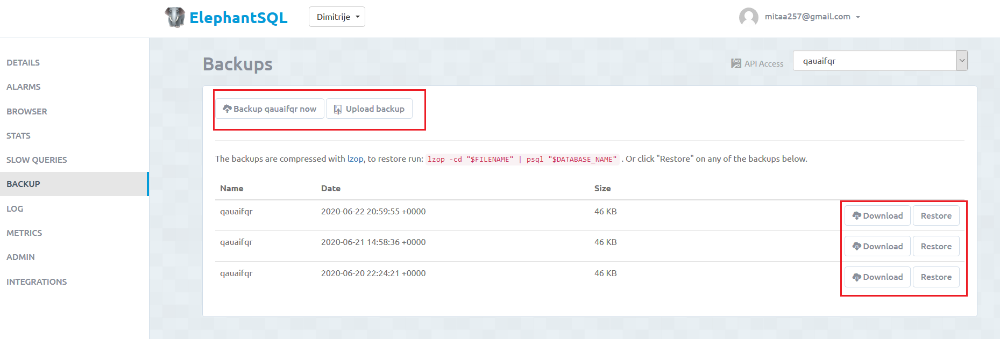 ElephantSQL
Dimitrije
mitaa257@gmail.com
DETAILS
ALARMS
BROWSER
STATS
SLOW QUERIES
BACKUP
LOG
METRICS
ADMIN
INTEGRATIONS
Backups
API Access
qauaifqr
Backup qauaifqr now
Upload backup
The backups are compressed with lzop, to restore run: lzop -cd "$FILENAME" | psql "$DATABASE_NAME" . Or click "Restore" on any of the backups below.
Name Date Size
qauaifqr 2020-06-22 20:59:55 +0000 46 KB Download Restore
qauaifqr 2020-06-21 14:58:36 +0000 46 KB Download Restore
qauaifqr 2020-06-20 22:24:21 +0000 46 KB Download Restore